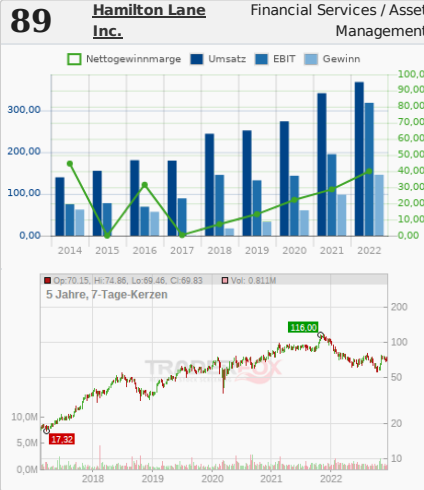 89
Hamilton Lane
Inc.
Financial Services / Asset
Management
Nettogewinnmarge Umsatz EBIT Gewinn
100,0
90,00
300,00
80,00
70,00
60,00
200,00
50,00
40,00
100,00
30,00
20,00
10,00
0,00
0,00
2014 2015 2016 2017 2018 2019 2020 2021 2022
Op:70.15, Hi:74.86, Lo:69.46, Cl:69.83 Vol: 0.811M
5 Jahre, 7-Tage-Kerzen
200
116,00
100
50
10,0M
20
17,32
5,0M
10
0,0M
2018 2019 2020 2021 2022